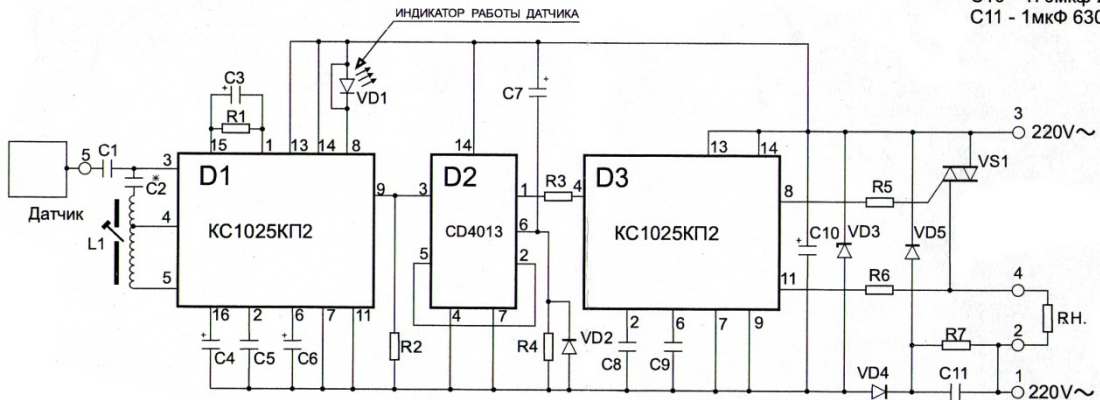 ИНДИКАТОР РАБОТЫ ДАТЧИКА
С11 - 1мкФ 630
C3
R1
VD1
C7
15
1
13
14
8
14
13
14
3
220V~
VS1
5
C1
3
C2*
Датчик
L1
4
5
D1
КС1025КП2
9
3
D2
CD4013
1
R3
4
6
5
2
D3
КС1025КП2
8
R5
C10
VD3
VD5
11
R6
4
RH.
16
2
6
7
11
4
7
2
6
7
9
C4
C5
C6
R2
R4
VD2
C8
C9
R7
2
VD4
C11
1
220V~
+
+
+
+
+